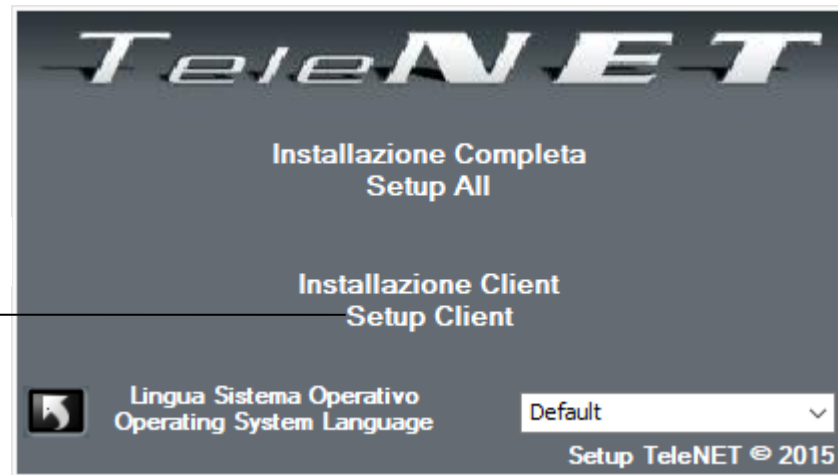 TeleNET
Installazione Completa
Setup All
Installazione Client
Setup Client
Lingua Sistema Operativo
Operating System Language
Default
Setup TeleNET © 2015